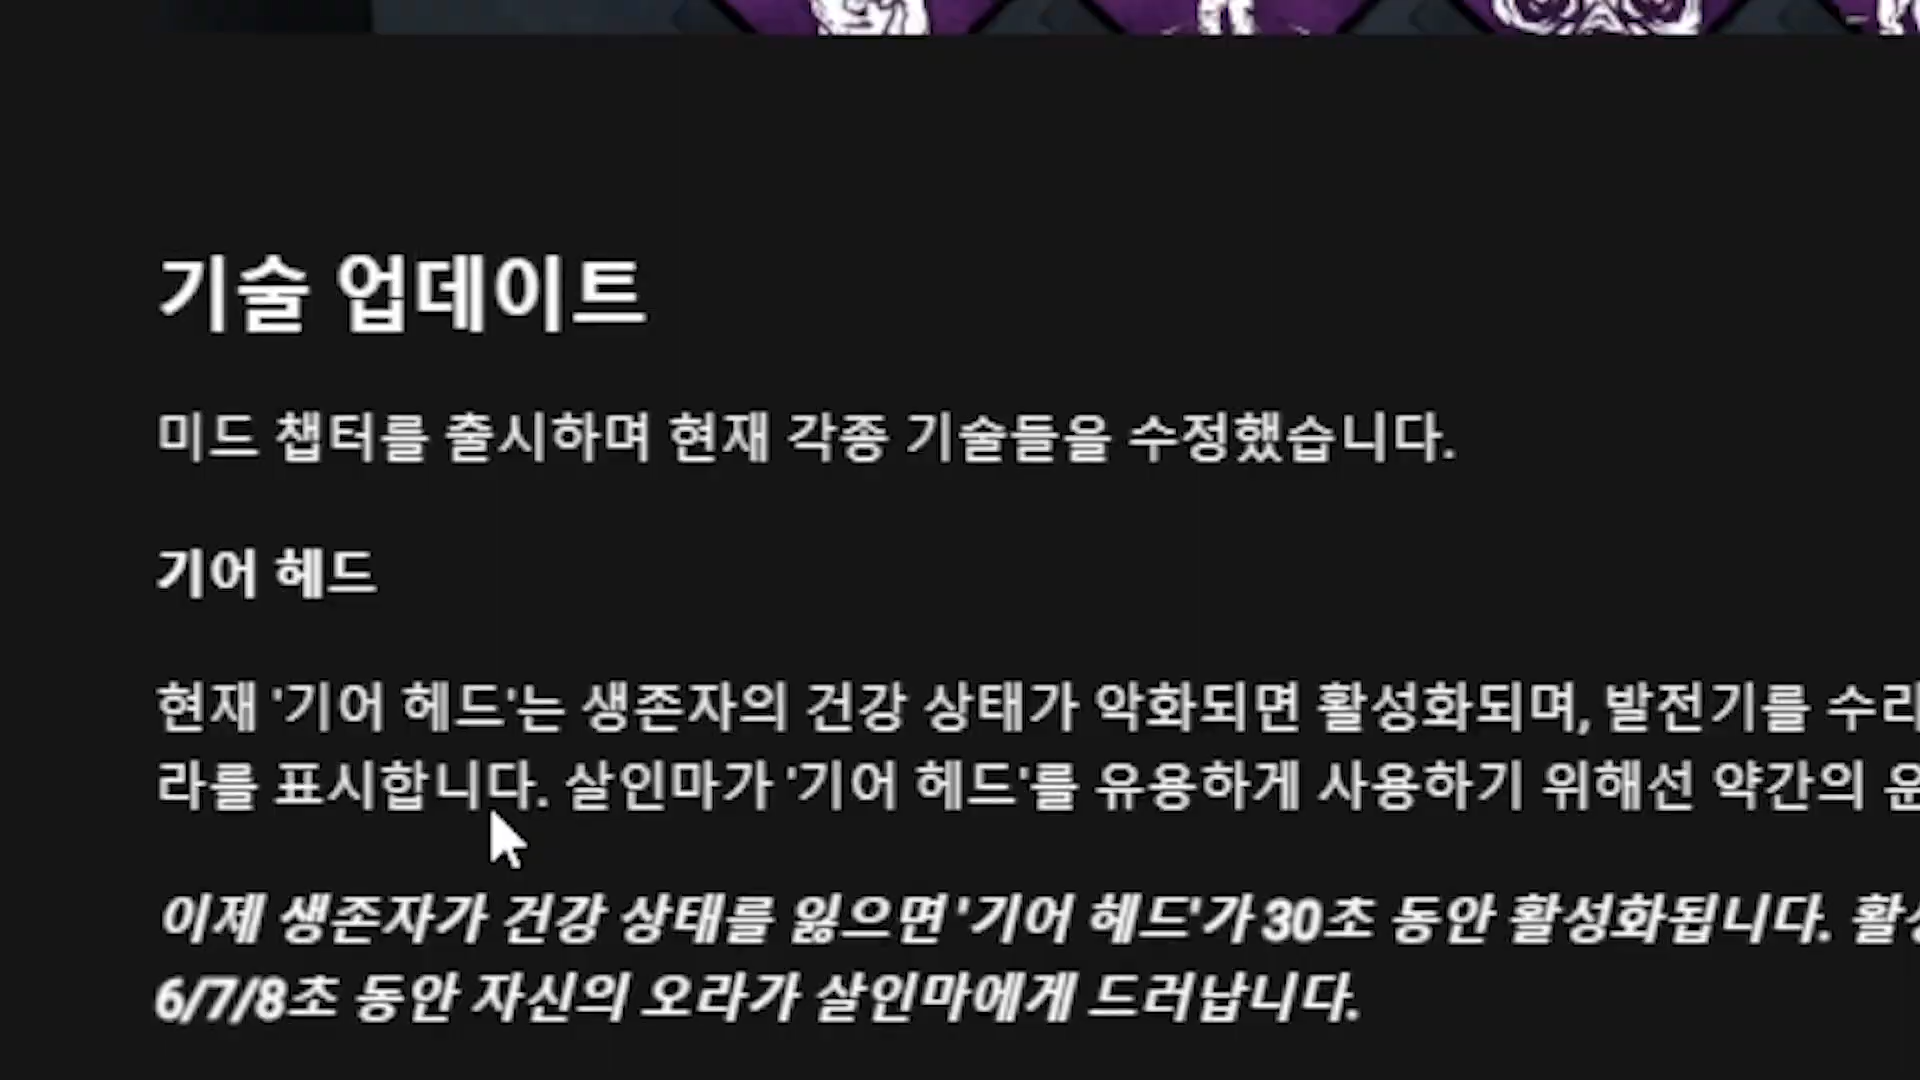 기술 업데이트
미드 챕터를 출시하며 현재 각종 기술들을 수정했습니다.
기어 헤드
현재 '기어 헤드'는 생존자의 건강 상태가 악화되면 활성화되며, 발전기를
라를 표시합니다. 살인마가 '기어 헤드'를 유용하게 사용하기 위해선 약간의
이제 생존자가 건강 상태를 잃으면 '기어 헤드'가 30초 동안 활성화됩니다.
6/7/8초 동안 자신의 오라가 살인마에게 드러납니다.